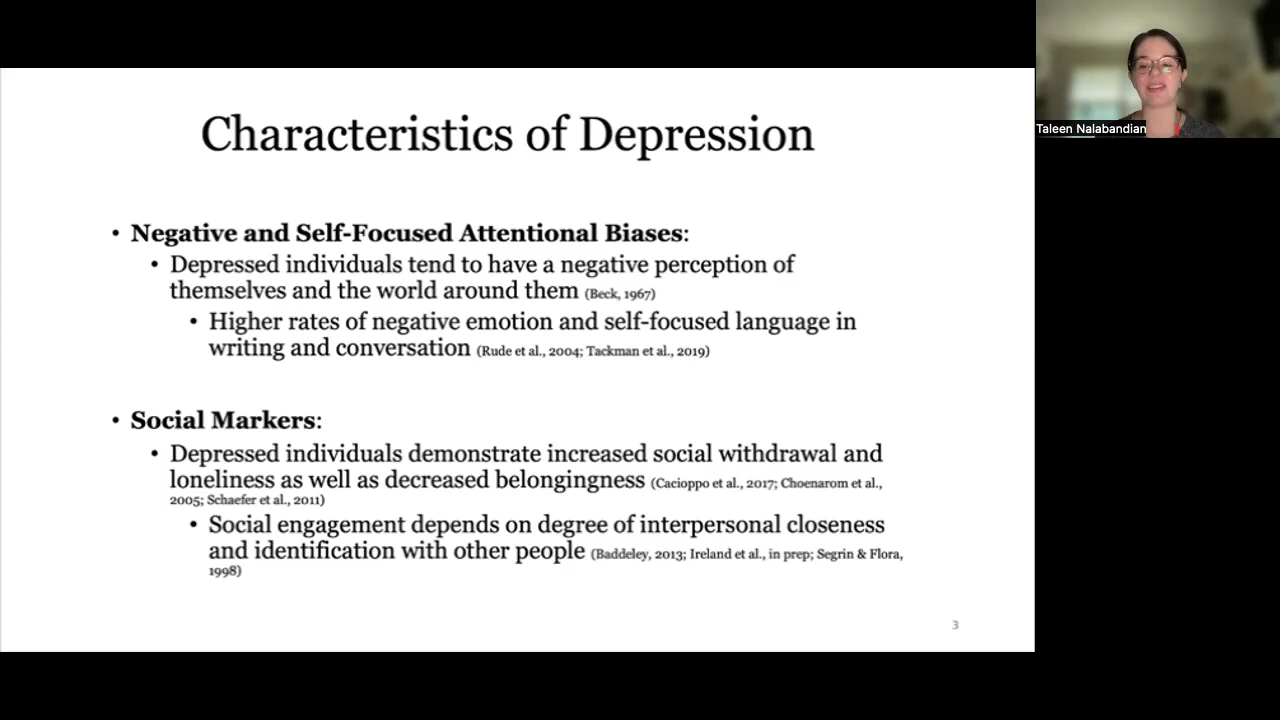 Characteristics of Depression
• Negative and Self-Focused Attentional Biases:
• Depressed individuals tend to have a negative perception of
themselves and the world around them (Beck, 1967)
• Higher rates of negative emotion and self-focused language in
writing and conversation (Rude et al., 2004; Tackman et al., 2019)
• Social Markers:
• Depressed individuals demonstrate increased social withdrawal and
loneliness as well as decreased belongingness (Cacioppo et al., 2017; Choenarom et al.,
2005; Schaefer et al., 2011)
• Social engagement depends on degree of interpersonal closeness
and identification with other people (Baddeley, 2013; Ireland et al., in prep; Segrin & Flora,
1998)
3
Taleen Nalabandian